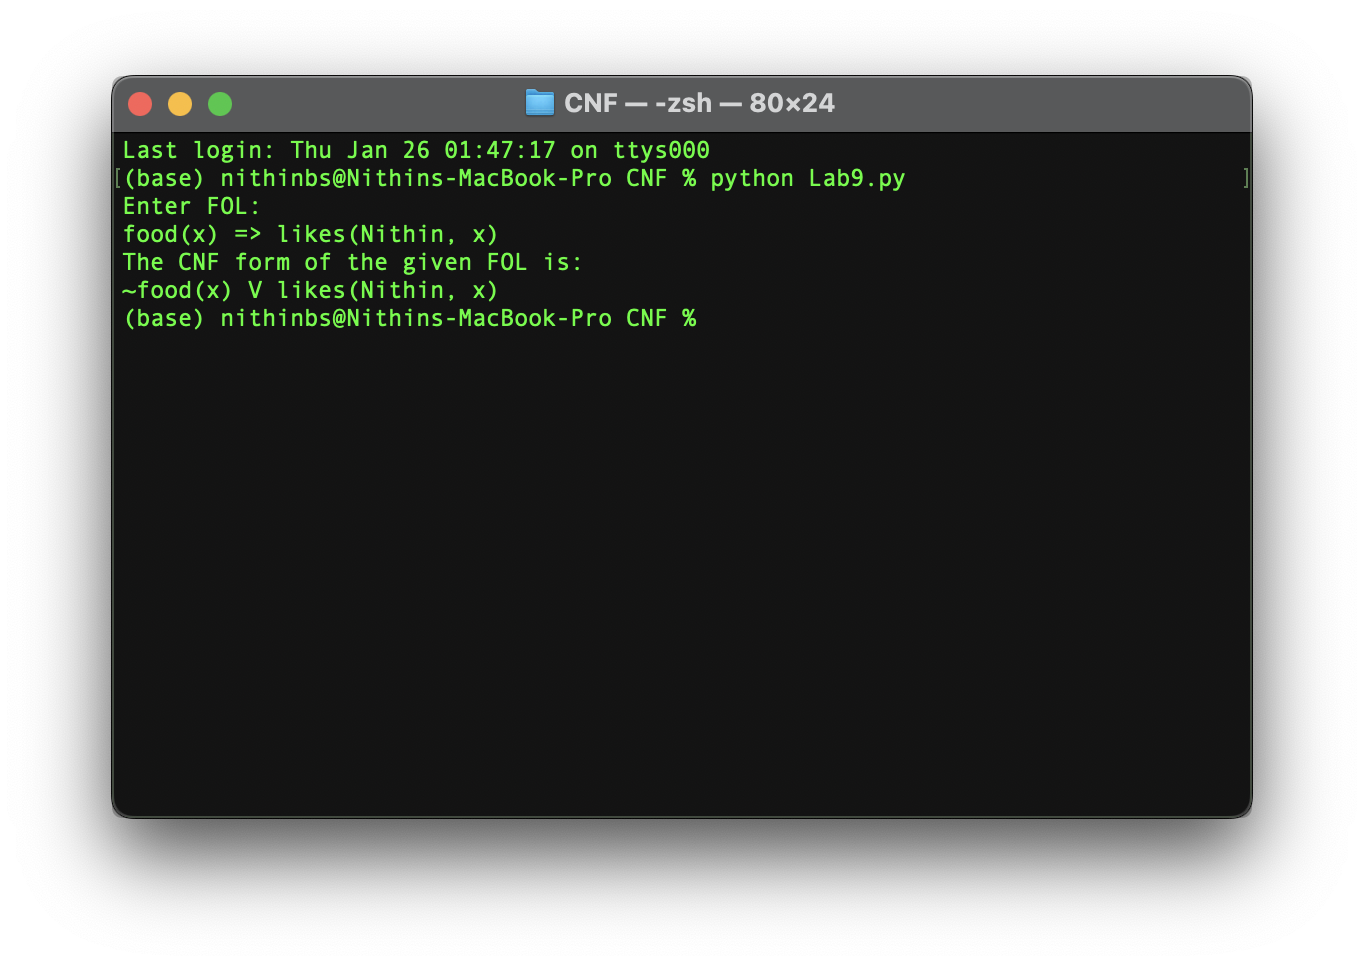 CNF — -zsh — 80×24
Last login: Thu Jan 26 01:47:17 on ttys000
[(base) nithinbs@Nithins-MacBook-Pro CNF % python Lab9.py ]
Enter FOL:
food(x) => likes(Nithin, x)
The CNF form of the given FOL is:
~food(x) V likes(Nithin, x)
(base) nithinbs@Nithins-MacBook-Pro CNF %